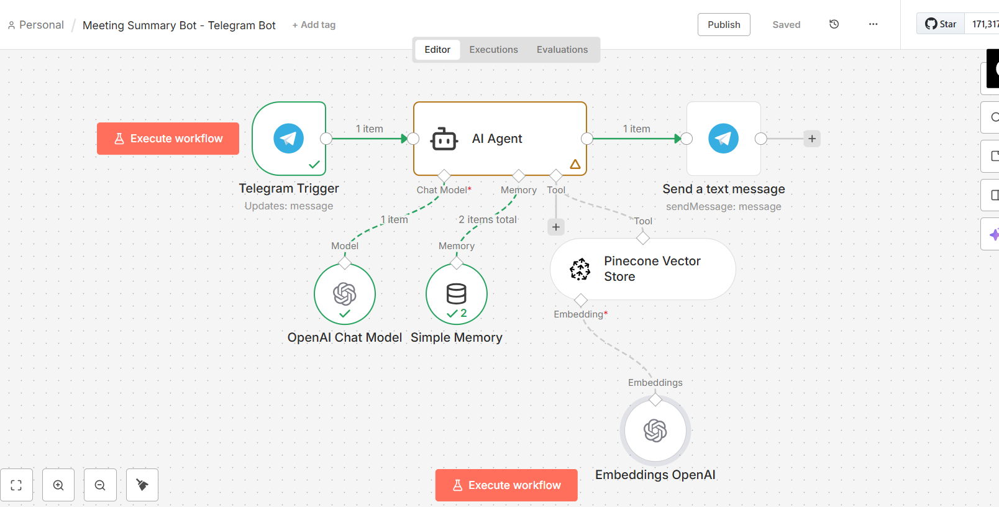 Personal / Meeting Summary Bot - Telegram Bot + Add tag
Publish Saved ... Star 171,317
Editor Executions Evaluations
Execute workflow
1 item
AI Agent
1 item
Telegram Trigger
Updates: message
Chat Model*
Memory
Tool
Send a text message
sendMessage: message
1 item
2 items total
+
Tool
Model
Memory
Pinecone Vector
Store
2
Embedding*
OpenAI Chat Model
Simple Memory
Embeddings
Embeddings OpenAI
Execute workflow